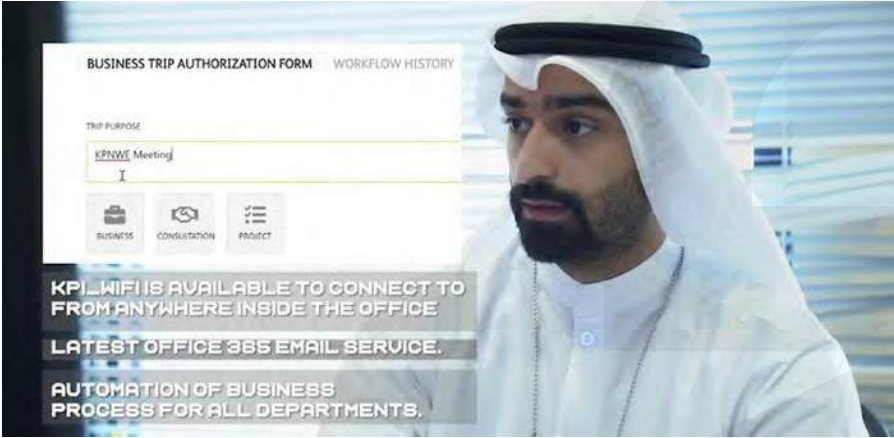 BUSINESS TRIP AUTHORIZATION FORM WORKFLOW HISTORY
TRIP PURPOSE
KPNWE Meeting
BUSINESS CONSULTATION PROJECT
KPI_WIFI IS AVAILABLE TO CONNECT TO
FROM ANYWHERE INSIDE THE OFFICE
LATEST OFFICE 365 EMAIL SERVICE.
AUTOMATION OF BUSINESS
PROCESS FOR ALL DEPARTMENTS.